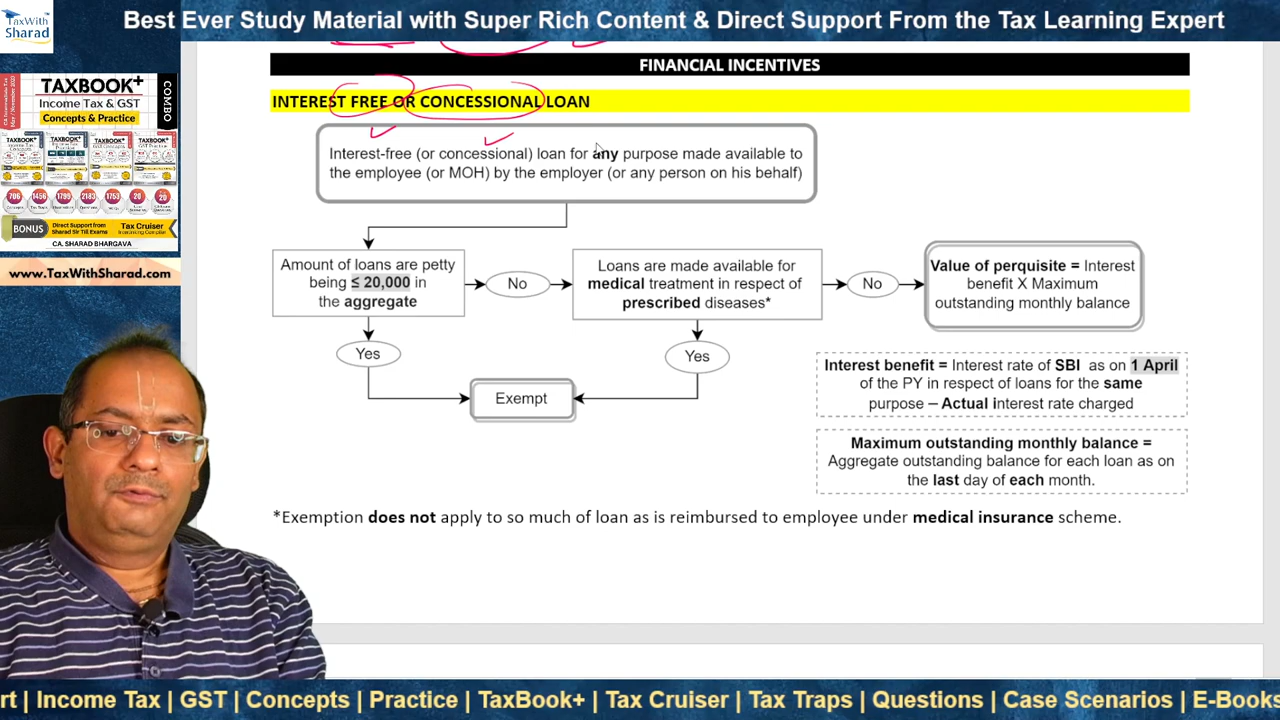 TaxWith
Sharad
Best Ever Study Material with Super Rich Content & Direct Support From the Tax Learning Expert
TAXBOOK+
Income Tax & GST
Concepts & Practice
COMBO
BONUS
Direct Support from
Sharad Sir Till Exams
Tax Cruiser
CA. SHARAD BHARGAVA
www.TaxWithSharad.com
FINANCIAL INCENTIVES
INTEREST FREE OR CONCESSIONAL LOAN
Interest-free (or concessional) loan for any purpose made available to
the employee (or MOH) by the employer (or any person on his behalf)
Amount of loans are petty
being ≤ 20,000 in
the aggregate
No
Loans are made available for
medical treatment in respect of
prescribed diseases*
No
Value of perquisite = Interest
benefit X Maximum
outstanding monthly balance
Yes
Yes
Exempt
Interest benefit = Interest rate of SBI as on 1 April
of the PY in respect of loans for the same
purpose – Actual interest rate charged
Maximum outstanding monthly balance =
Aggregate outstanding balance for each loan as on
the last day of each month.
*Exemption does not apply to so much of loan as is reimbursed to employee under medical insurance scheme.
rt | Income Tax | GST | Concepts | Practice | TaxBook+ | Tax Cruiser | Tax Traps | Questions | Case Scenarios | E-Books